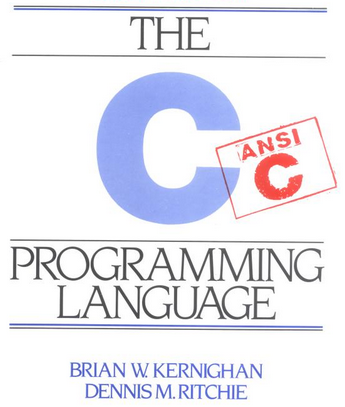 THE
C
ANSI
C
PROGRAMMING
LANGUAGE
BRIAN W. KERNIGHAN
DENNIS M. RITCHIE